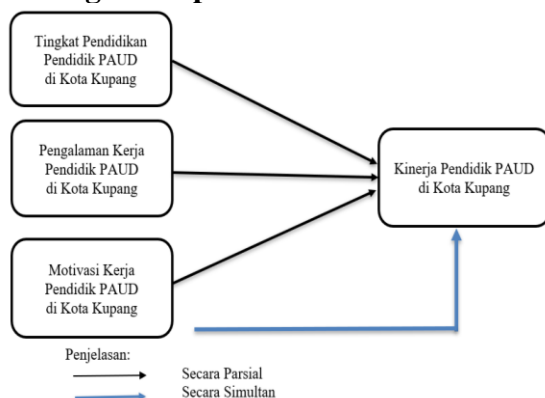 Tingkat Pendidikan
Pendidik PAUD
di Kota Kupang
Pengalaman Kerja
Pendidik PAUD
di Kota Kupang
Kinerja Pendidik PAUD
di Kota Kupang
Motivasi Kerja
Pendidik PAUD
di Kota Kupang
Penjelasan:
Secara Parsial
Secara Simultan